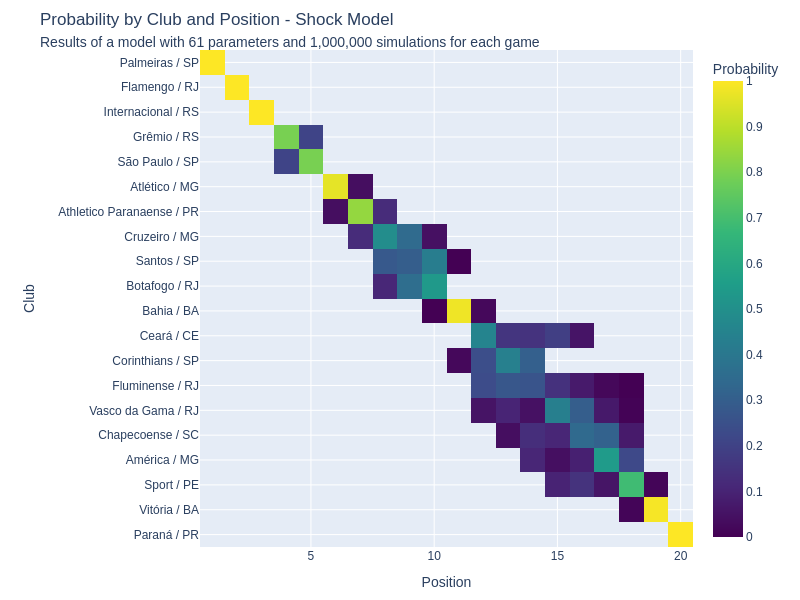 Probability by Club and Position - Shock Model
Results of a model with 61 parameters and 1,000,000 simulations for each game
Palmeiras / SP
Flamengo / RJ
Internacional / RS
Grêmio / RS
São Paulo / SP
Atlético / MG
Athletico Paranaense / PR
Cruzeiro / MG
Santos / SP
Botafogo / RJ
Bahia / BA
Ceará / CE
Corinthians / SP
Fluminense / RJ
Vasco da Gama / RJ
Chapecoense / SC
América / MG
Sport / PE
Vitória / BA
Paraná / PR
Club
5
10
15
20
Position
Probability
1
0.9
0.8
0.7
0.6
0.5
0.4
0.3
0.2
0.1
0